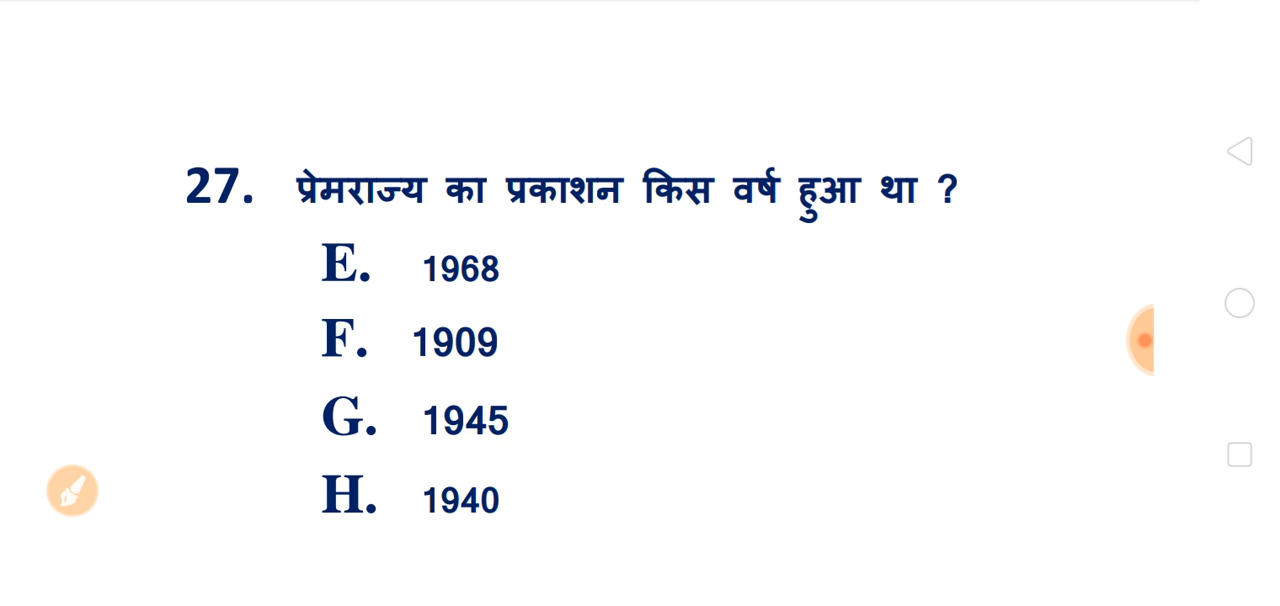 27. प्रेमराज्य का प्रकाशन किस वर्ष हुआ था ?
E. 1968
F. 1909
G. 1945
H. 1940